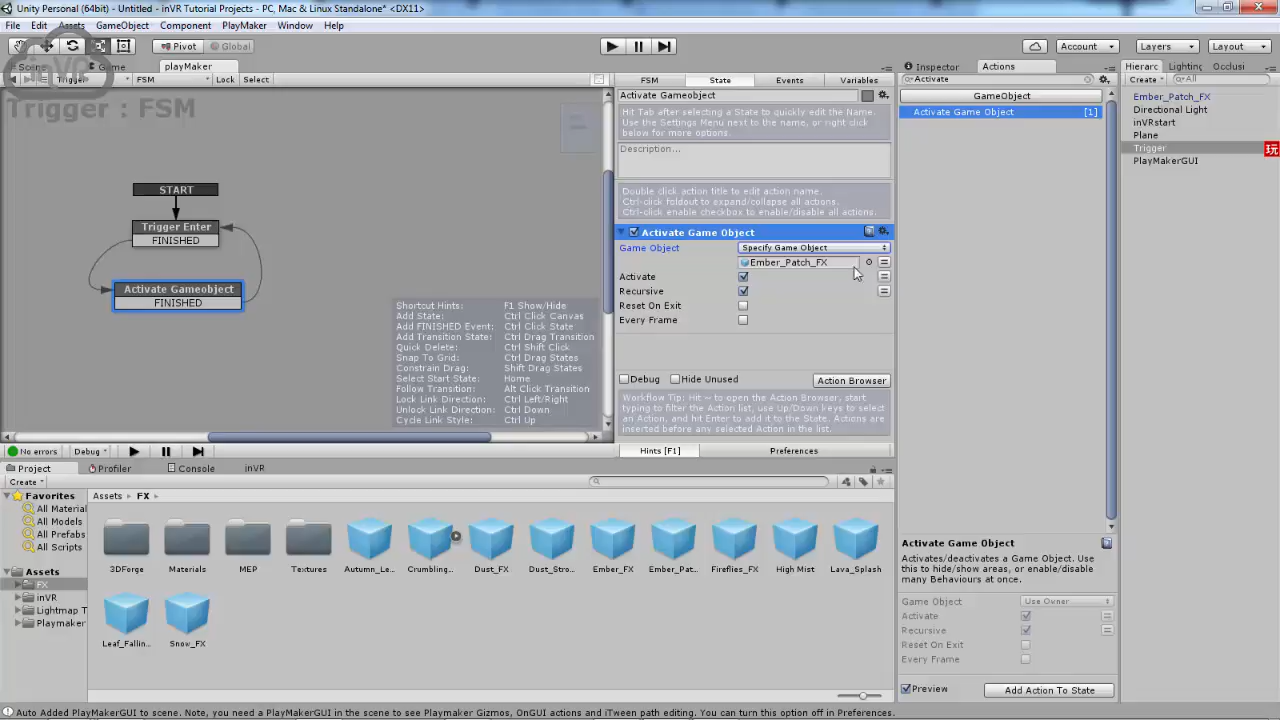 Unity Personal (64bit) - Untitled - inVR Tutorial Projects - PC, Mac & Linux Standalone* <DX11>
File Edit Assets GameObject Component PlayMaker Window Help
Pivot Global Account Layers Layout
Scene Game playMaker
Trigger FSM Lock Select
inVR
Trigger : FSM
START
Trigger Enter
FINISHED
Activate Gameobject
FINISHED
Shortcut Hints: F1 Show/Hide
Add State: Ctrl Click Canvas
Add FINISHED Event: Ctrl Click State
Add Transition State: Ctrl Drag Transition
Quick Delete: Ctrl Shift Click
Snap To Grid: Ctrl Drag States
Constrain Drag: Shift Drag States
Select Start State: Home
Follow Transition: Alt Click Transition
Lock Link Direction: Ctrl Left/Right
Unlock Link Direction: Ctrl Down
Cycle Link Style: Ctrl Up
No errors Debug
FSM State Events Variables
Activate Gameobject
Hit Tab after selecting a State to quickly edit the Name.
Use the Settings Menu next to the name, or right click
below for more options.
Description...
Double click action title to edit action name.
Ctrl-click foldout to expand/collapse all actions.
Ctrl-click enable checkbox to enable/disable all actions.
Activate Game Object
Game Object Specify Game Object
Ember_Patch_FX
Activate
Recursive
Reset On Exit
Every Frame
Debug Hide Unused Action Browser
Workflow Tip: Hit ~ to open the Action Browser, start
typing to filter the Action list, use Up/Down keys to select
an Action, and hit Enter to add it to the State. Actions are
inserted before any selected Action in the list.
Hints [F1] Preferences
Inspector Actions
Activate
GameObject
Activate Game Object [1]
Activate Game Object
Activates/deactivates a Game Object. Use
this to hide/show areas, or enable/disable
many Behaviours at once.
Game Object Use Owner
Activate
Recursive
Reset On Exit
Every Frame
Preview Add Action To State
Hierarc Lighting Occlusi
Create All
Ember_Patch_FX
Directional Light
inVRstart
Plane
Trigger 玩
PlayMakerGUI
Project Profiler Console inVR
Create
Favorites
All Material
All Models
All Prefabs
All Scripts
Assets
FX
inVR
Lightmap T
Playmaker
Assets FX
3DForge Materials MEP Textures Autumn_Le... Crumbling... Dust_FX Dust_Stro... Ember_FX Ember_Pat... Fireflies_FX High Mist Lava_Splash
Leaf_Fallin... Snow_FX
Auto Added PlayMakerGUI to scene. Note, you need a PlayMakerGUI in the scene to see Playmaker Gizmos, OnGUI actions and iTween path editing. You can turn this option off in Preferences.